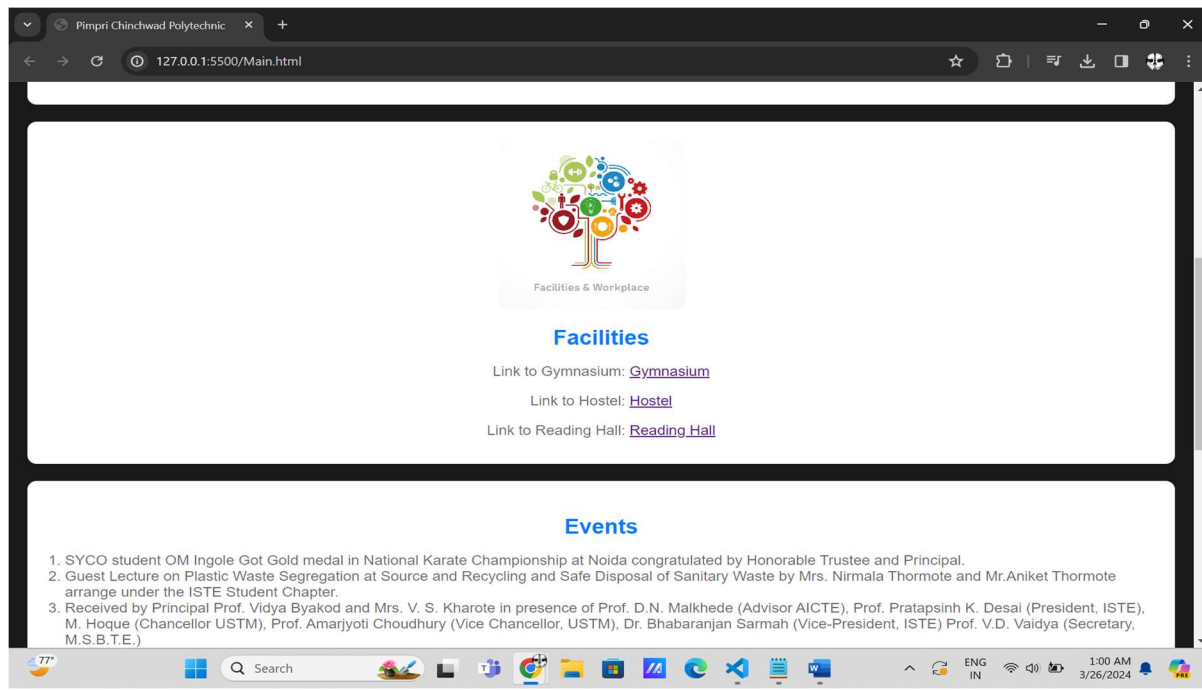 Pimpri Chinchwad Polytechnic
127.0.0.1:5500/Main.html
Facilities & Workplace
Facilities
Link to Gymnasium: Gymnasium
Link to Hostel: Hostel
Link to Reading Hall: Reading Hall
Events
1. SYCO student OM Ingole Got Gold medal in National Karate Championship at Noida congratulated by Honorable Trustee and Principal.
2. Guest Lecture on Plastic Waste Segregation at Source and Recycling and Safe Disposal of Sanitary Waste by Mrs. Nirmala Thormote and Mr.Aniket Thormote
arrange under the ISTE Student Chapter.
3. Received by Principal Prof. Vidya Byakod and Mrs. V. S. Kharote in presence of Prof. D.N. Malkhede (Advisor AICTE), Prof. Pratapsinh K. Desai (President, ISTE),
M. Hoque (Chancellor USTM), Prof. Amarjyoti Choudhury (Vice Chancellor, USTM), Dr. Bhabaranjan Sarmah (Vice-President, ISTE) Prof. V.D. Vaidya (Secretary,
M.S.B.T.E.)
77°
Search
ENG
IN
1:00 AM
3/26/2024
PRE